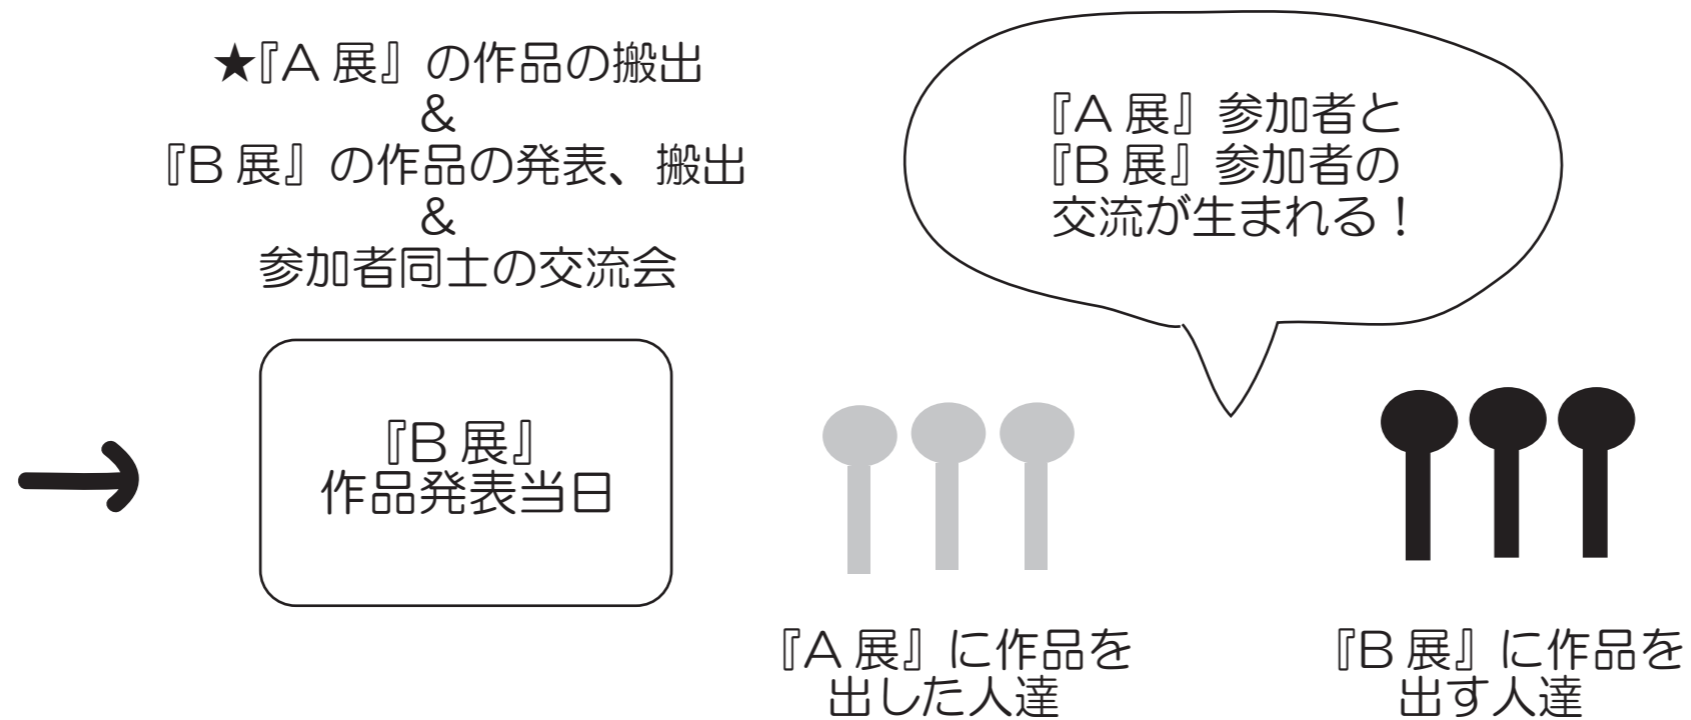 ★『A 展』の作品の搬出
&
『B 展』の作品の発表、搬出
&
参加者同士の交流会
『A 展』参加者と
『B 展』参加者の
交流が生まれる！
『B 展』
作品発表当日
『A 展』に作品を
出した人達
『B 展』に作品を
出す人達